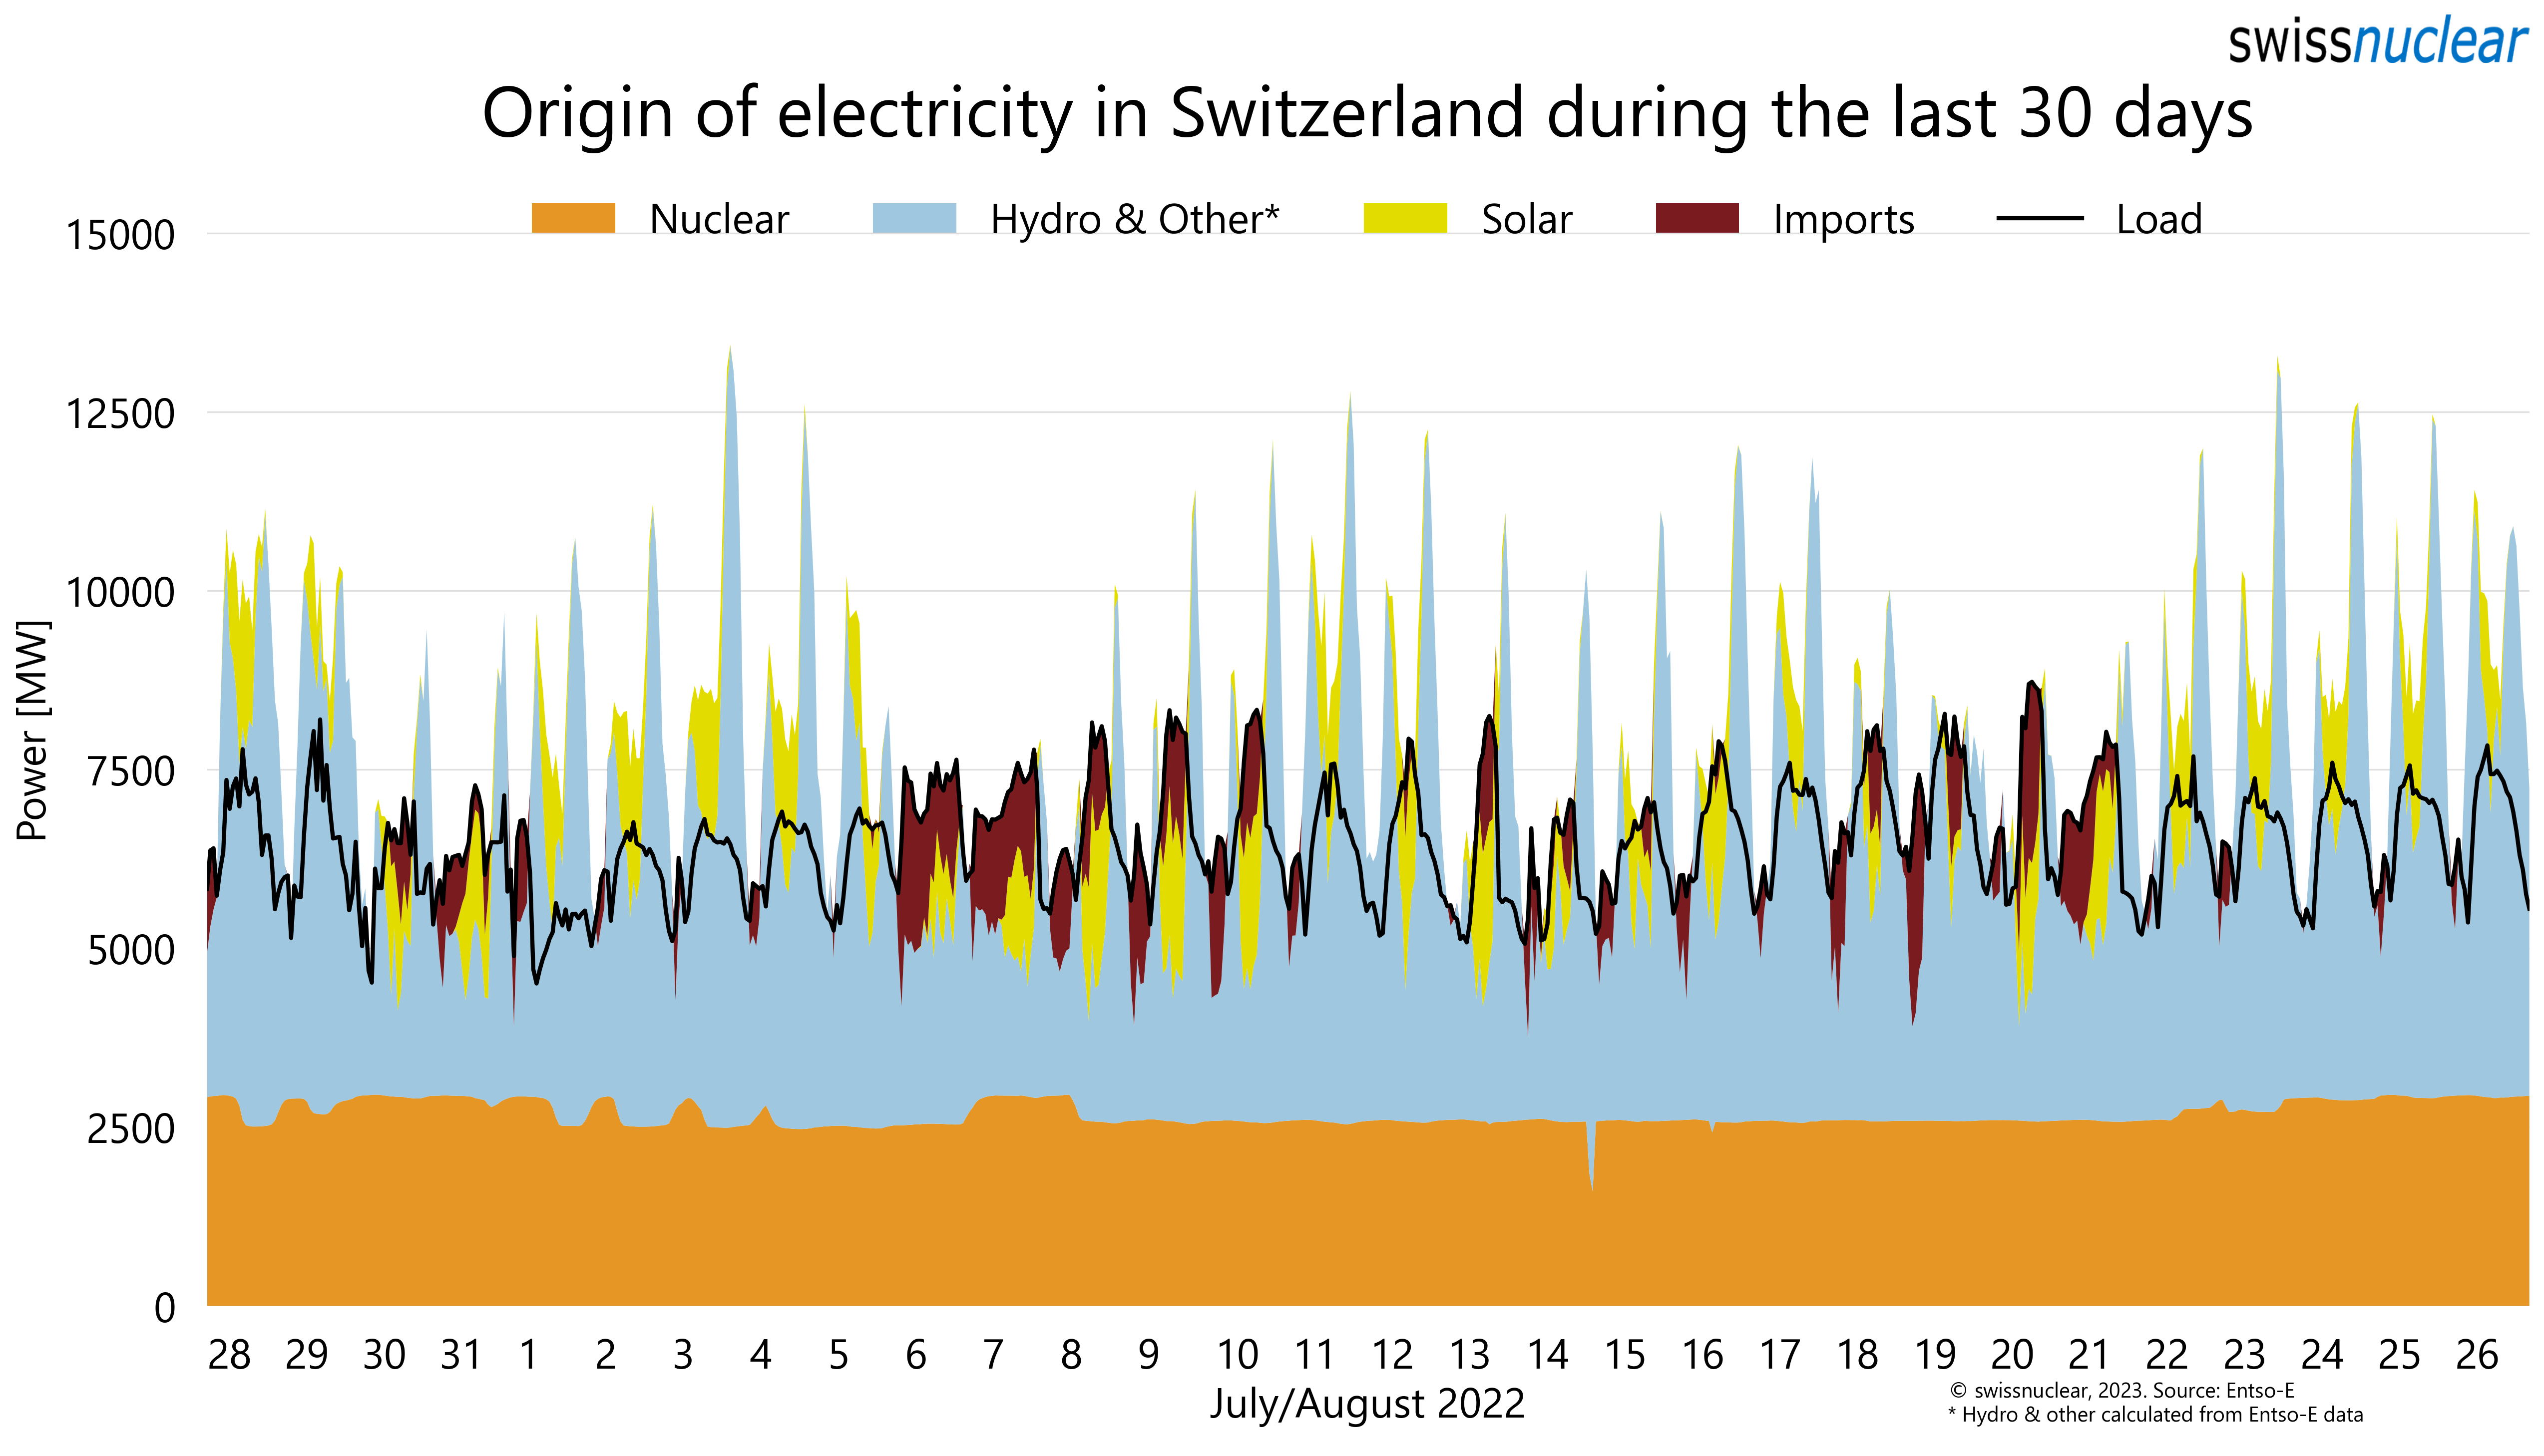 swissnuclear
Origin of electricity in Switzerland during the last 30 days
Nuclear Hydro & Other* Solar Imports Load
15000
12500
10000
7500
5000
2500
0
Power [MW]
28 29 30 31 1 2 3 4 5 6 7 8 9 10 11 12 13 14 15 16 17 18 19 20 21 22 23 24 25 26
July/August 2022
© swissnuclear, 2023. Source: Entso-E
* Hydro & other calculated from Entso-E data